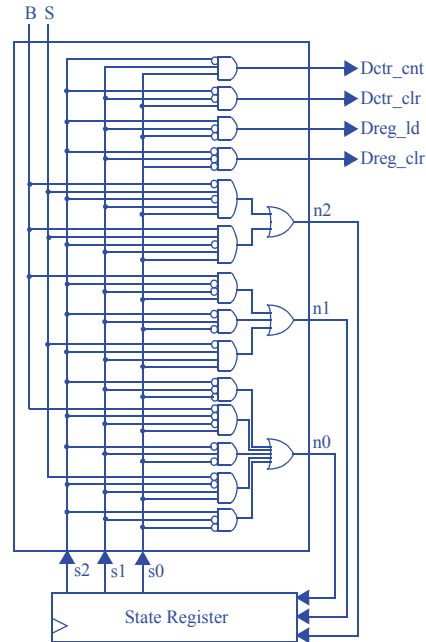 B S
Dctr_cnt
Dctr_clr
Dreg_ld
Dreg_clr
n2
n1
n0
s2 s1 s0
State Register